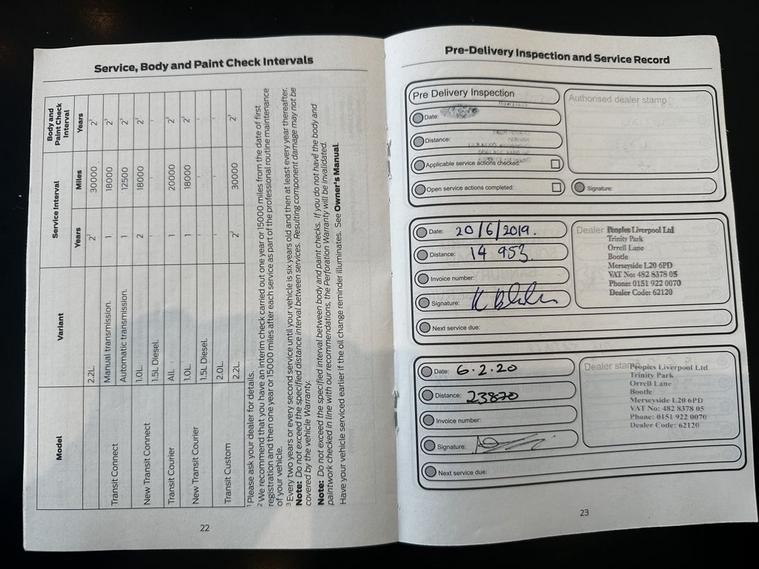 Service, Body and Paint Check Intervals
Model Variant Service Interval Body and Paint Check Interval
Years Miles Years
2.2L. 2² 30000 2³
Transit Connect Manual transmission. 1 18000 2³
Automatic transmission. 1 12500 2³
New Transit Connect 1.0L. 2 18000 2³
1.5L Diesel. - - -
Transit Courier All. 1 20000 2³
New Transit Courier 1.0L. 1 18000 2³
1.5L Diesel. - - -
Transit Custom 2.0L. - - -
2.2L. 2² 30000 2³
¹ Please ask your dealer for details.
² We recommend that you have an interim check carried out one year or 15000 miles from the date of first
registration and then one year or 15000 miles after each service as part of the professional routine maintenance
of your vehicle.
³ Every two years or every second service until your vehicle is six years old and then at least every year thereafter.
Note: Do not exceed the specified distance interval between services. Resulting component damage may not be
covered by the vehicle Warranty.
Note: Do not exceed the specified interval between body and paint checks. If you do not have the body and
paintwork checked in line with our recommendations, the Perforation Warranty will be invalidated.
Have your vehicle serviced earlier if the oil change reminder illuminates. See Owner's Manual.
22
Pre-Delivery Inspection and Service Record
Pre Delivery Inspection
Authorised dealer stamp
Date:
Distance:
Applicable service actions checked:
Open service actions completed:
Signature:
Date: 20/6/2019.
Distance: 14 953
Invoice number:
Signature:
Next service due:
Dealer
Peoples Liverpool Ltd
Trinity Park
Orrell Lane
Bootle
Merseyside L20 6PD
VAT No: 482 8378 05
Phone: 0151 922 0070
Dealer Code: 62120
Date: 6.2.20
Distance: 23870
Invoice number:
Signature:
Next service due:
Dealer stamp
Peoples Liverpool Ltd
Trinity Park
Orrell Lane
Bootle
Merseyside L20 6PD
VAT No: 482 8378 05
Phone: 0151 922 0070
Dealer Code: 62120
23